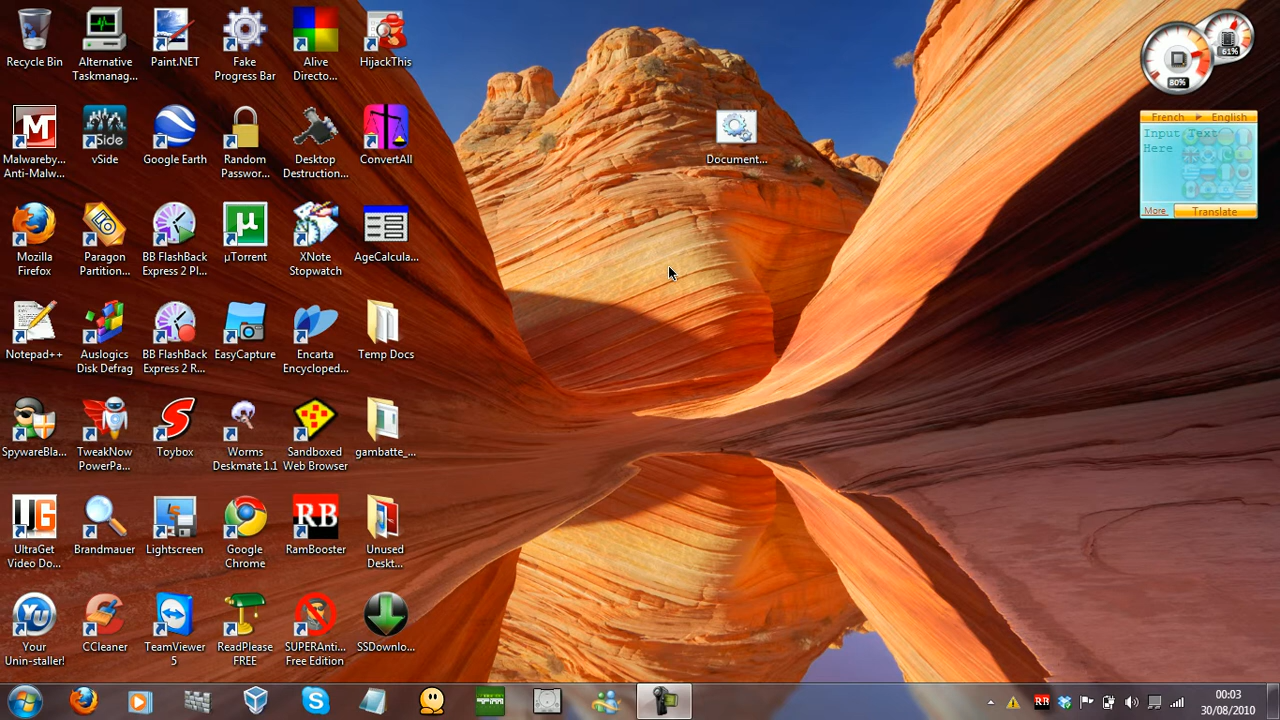 Recycle Bin
Alternative
Taskmanag...
Paint.NET
Fake
Progress Bar
Alive
Directo...
HijackThis
Malwareby...
Anti-Malw...
vSide
Google Earth
Random
Passwor...
Desktop
Destruction...
ConvertAll
Mozilla
Firefox
Paragon
Partition...
BB FlashBack
Express 2 Pl...
µTorrent
XNote
Stopwatch
AgeCalcula...
Notepad++
Auslogics
Disk Defrag
BB FlashBack
Express 2 R...
EasyCapture
Encarta
Encycloped...
Temp Docs
SpywareBla...
TweakNow
PowerPa...
Toybox
Worms
Deskmate 1.1
Sandboxed
Web Browser
gambatte_...
UltraGet
Video Do...
Brandmauer
Lightscreen
Google
Chrome
RB
RamBooster
Unused
Deskt...
Your
Unin-staller!
CCleaner
TeamViewer
5
ReadPlease
FREE
SUPERAnti...
Free Edition
SSDownlo...
Document...
61%
80%
French
English
Input Text
Here
More
Translate
RB
00:03
30/08/2010